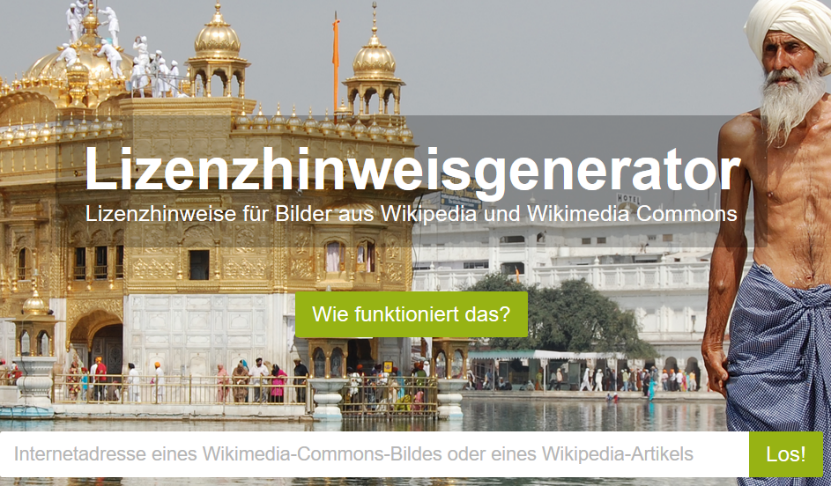 Lizenzhinweisgenerator
Lizenzhinweise für Bilder aus Wikipedia und Wikimedia Commons
HOTEL
Wie funktioniert das?
Internetadresse eines Wikimedia-Commons-Bildes oder eines Wikipedia-Artikels
Los!